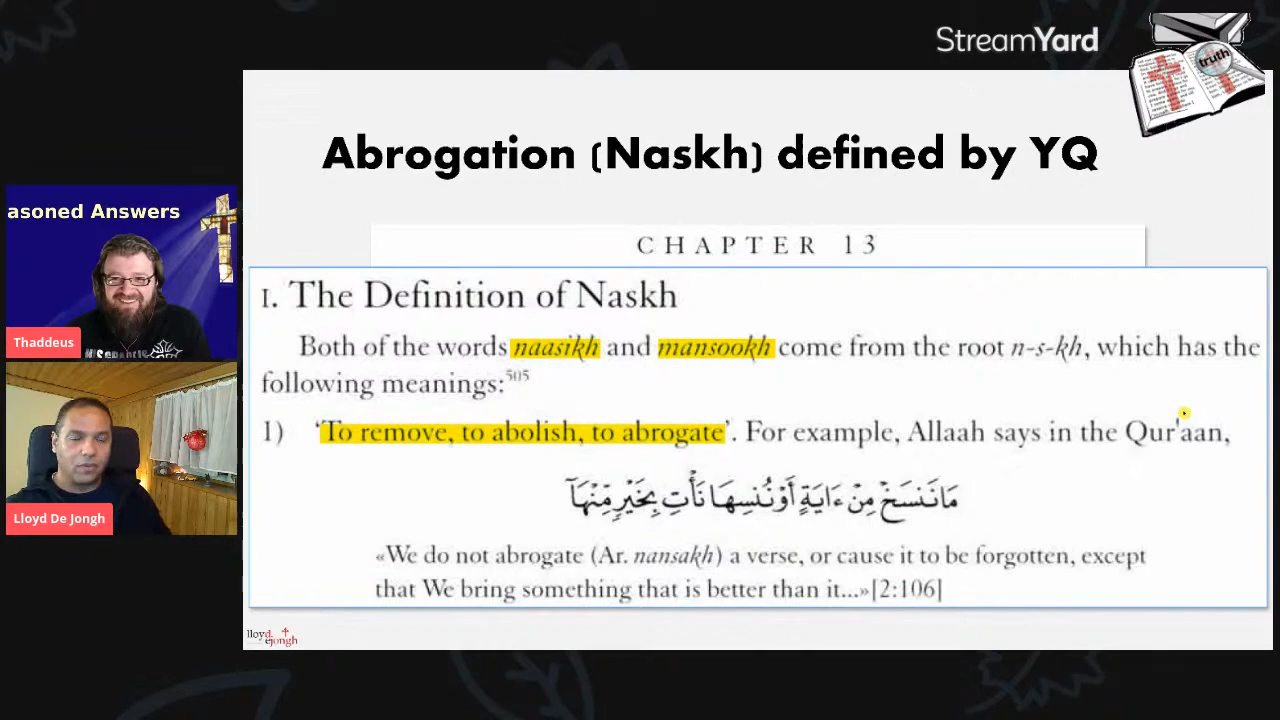 StreamYard
truth
Abrogation (Naskh) defined by YQ
asoned Answers
Thaddeus
Lloyd De Jongh
CHAPTER 13
I. The Definition of Naskh
Both of the words naasikh and mansookh come from the root n-s-kh, which has the
following meanings:505
1) 'To remove, to abolish, to abrogate'. For example, Allaah says in the Qur'aan,
مَا نَنسَخْ مِنْ ءَايَةٍ أَوْ نُنسِهَا نَأْتِ بِخَيْرٍ مِّنْهَآ
«We do not abrogate (Ar. nansakh) a verse, or cause it to be forgotten, except
that We bring something that is better than it...»[2:106]
lloyd
dejongh